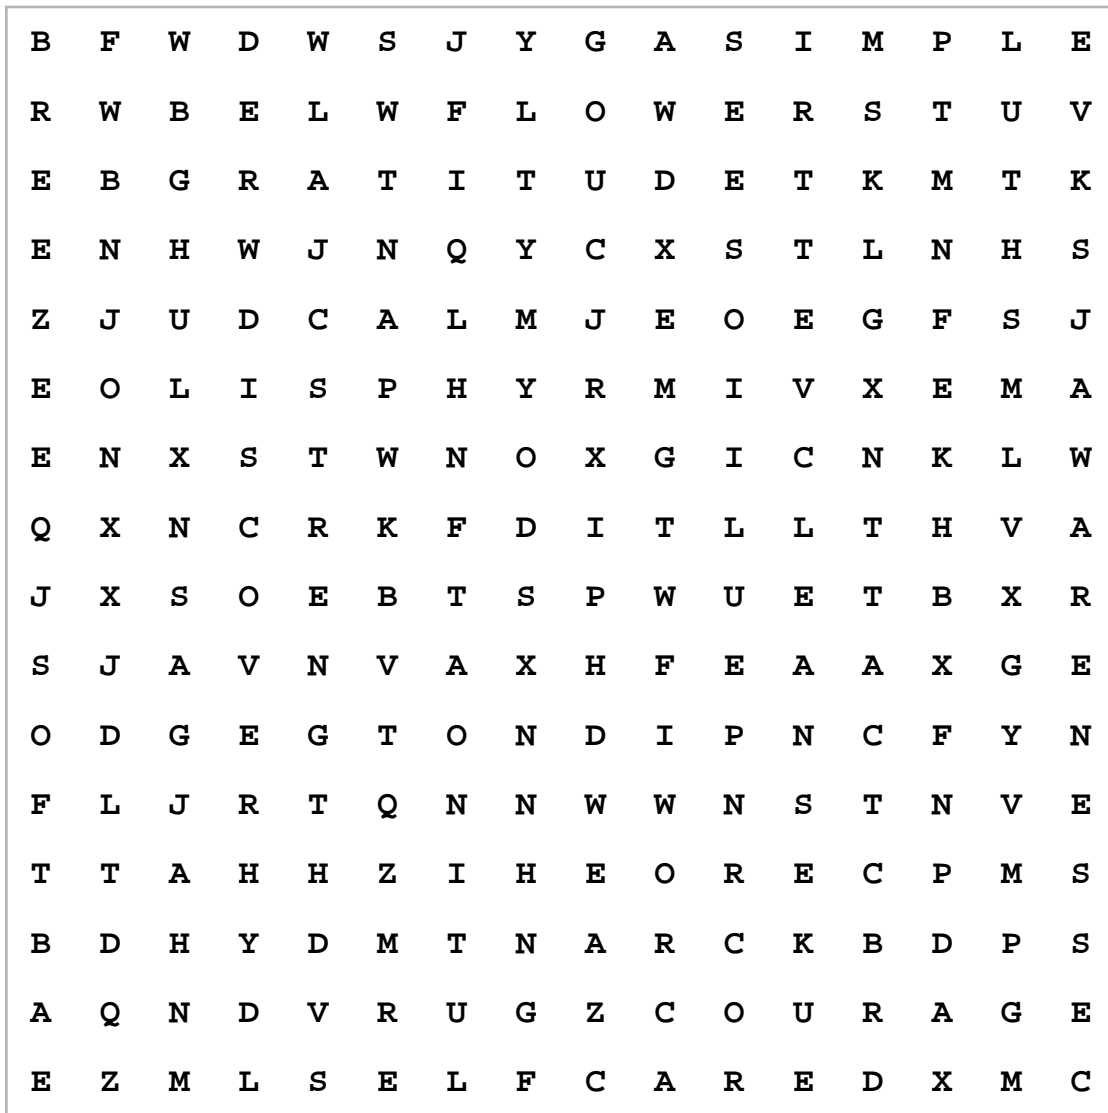 B F W D W S J Y G A S I M P L E
R W B E L W F L O W E R S T U V
E B G R A T I T U D E T K M T K
E N H W J N Q Y C X S T L N H S
Z J U D C A L M J E O E G F S J
E O L I S P H Y R M I V X E M A
E N X S T W N O X G I C N K L W
Q X N C R K F D I T L L T H V A
J X S O E B T S P W U E T B X R
S J A V N V A X H F E A A X G E
O D G E G T O N D I P N C F Y N
F L J R T Q N N W W N S T N V E
T T A H H Z I H E O R E C P M S
B D H Y D M T N A R C K B D P S
A Q N D V R U G Z C O U R A G E
E Z M L S E L F C A R E D X M C